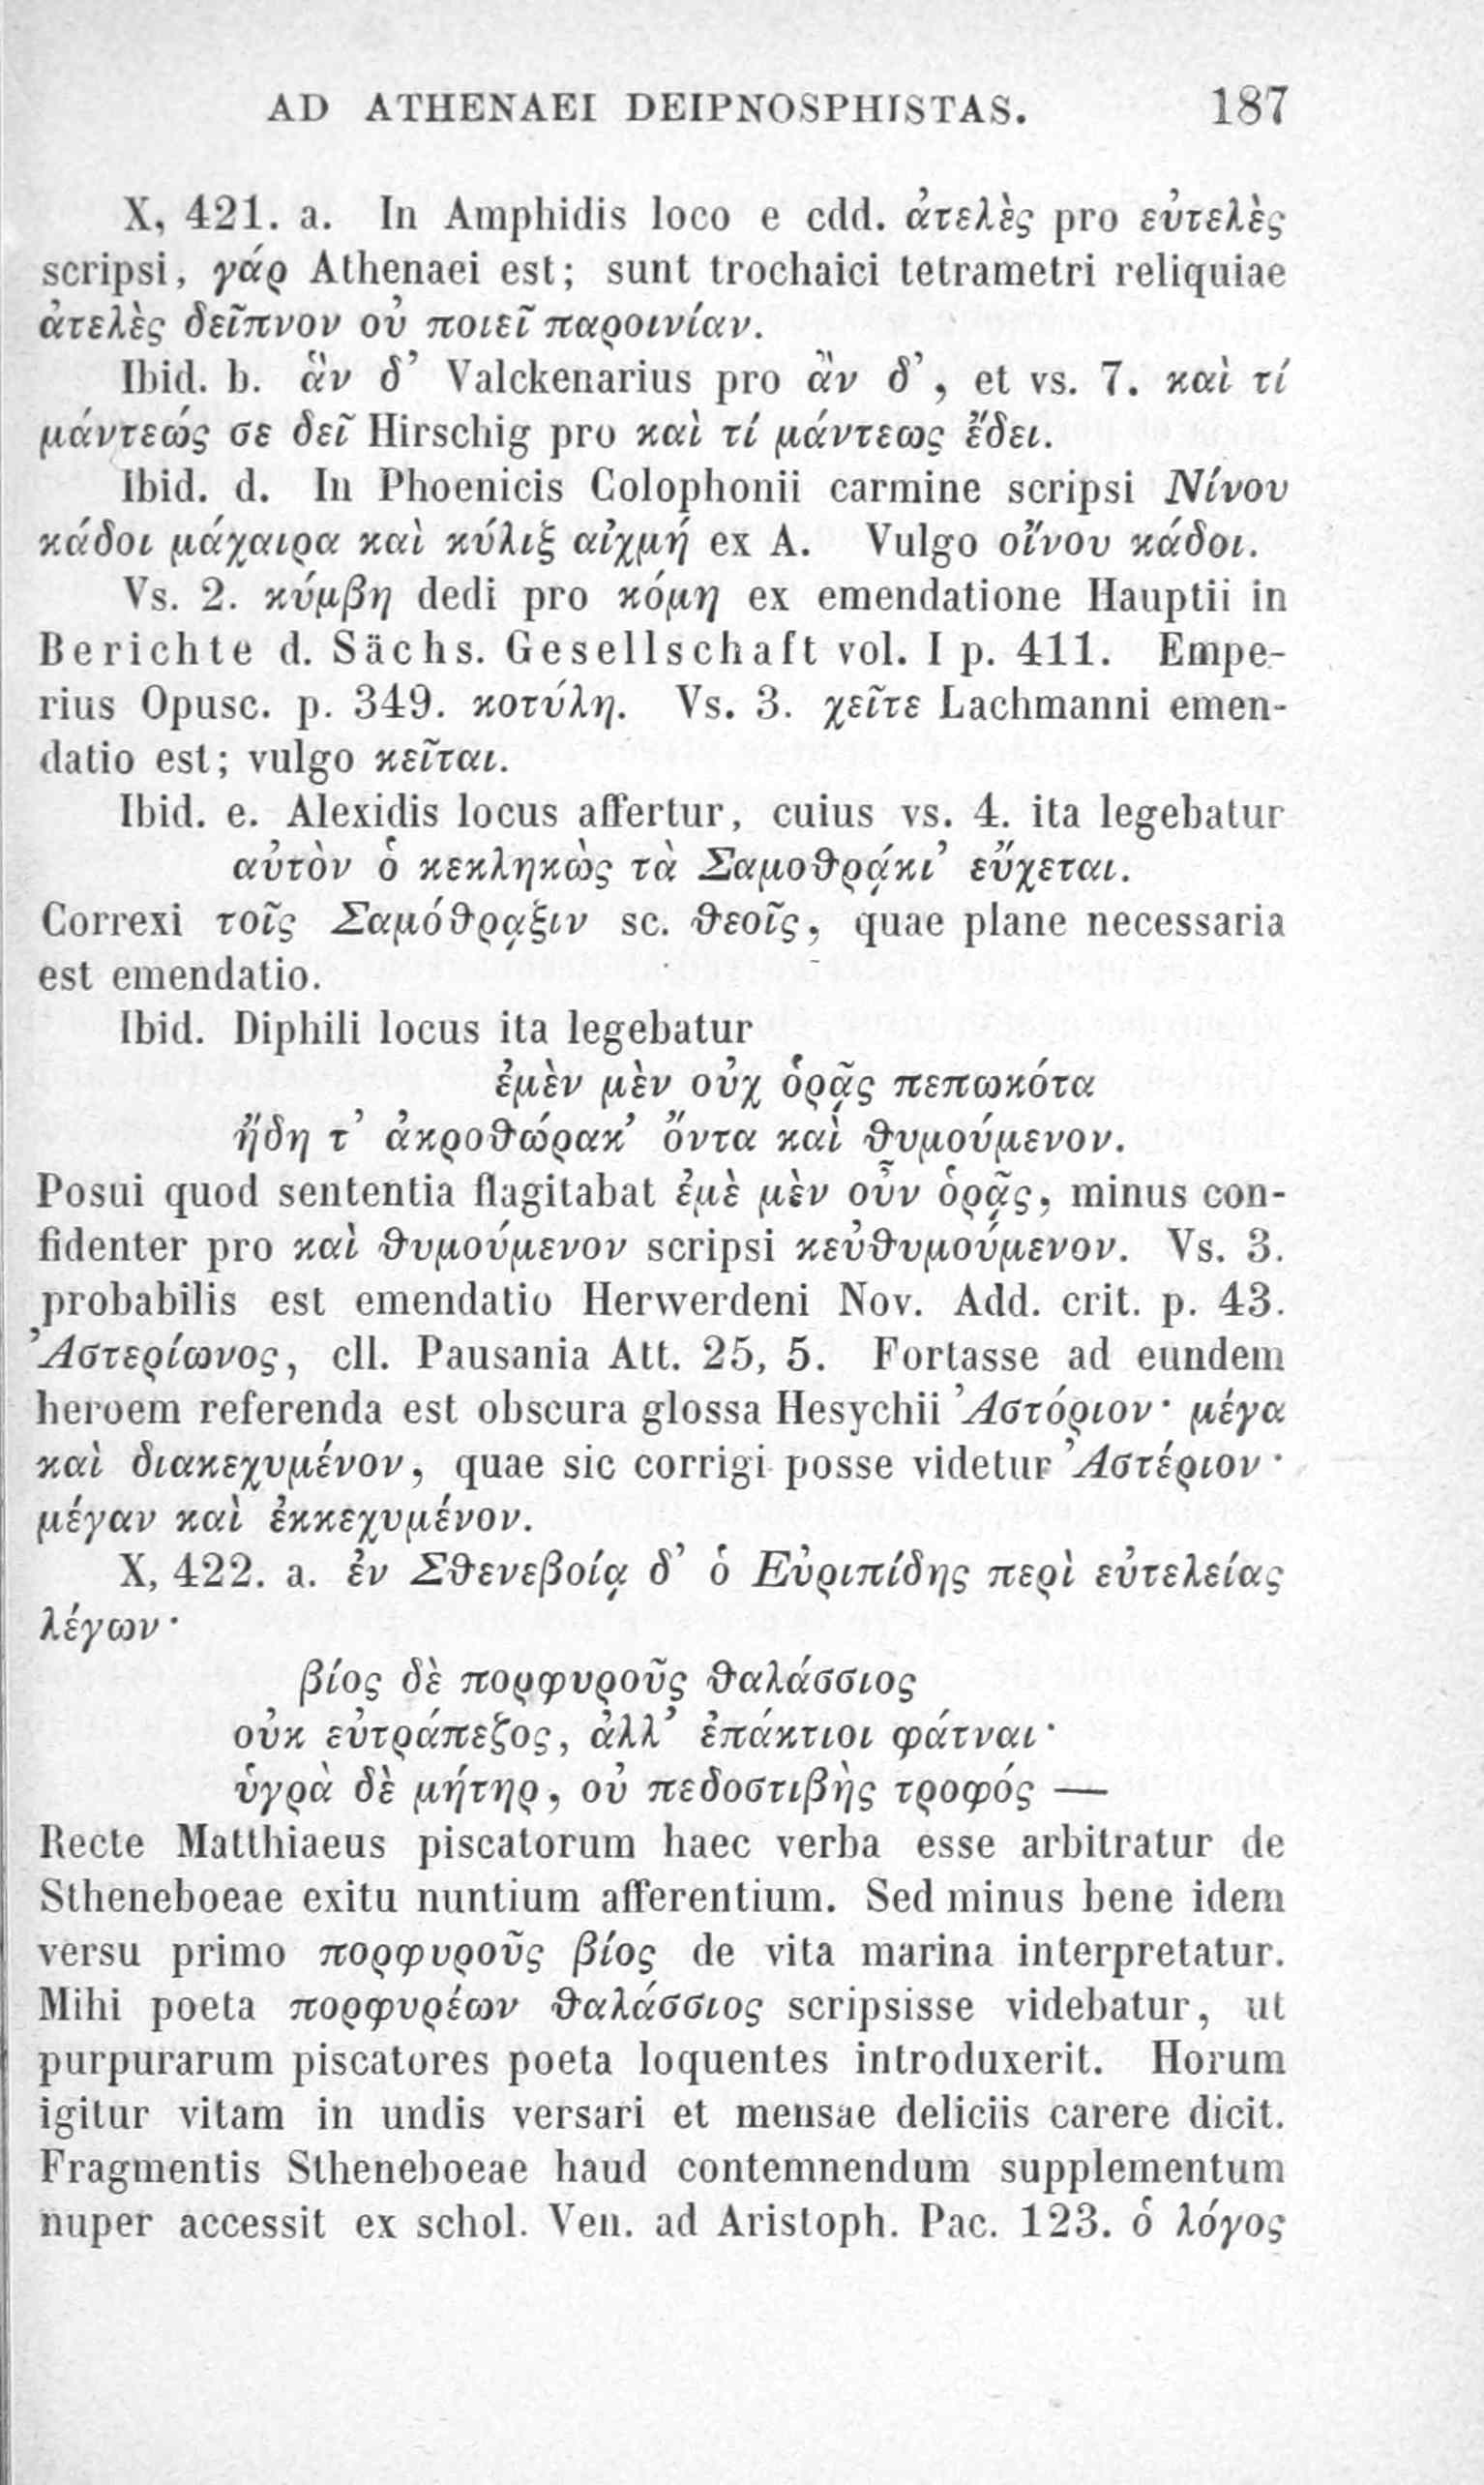 AD ATHENAEI DEIPNOSPHISTAS. 187
X, 421. a. In Amphidis loco e cdd. ἀτελὲς pro εὐτελὲς
scripsi, γάρ Athenaei est; sunt trochaici tetrametri reliquiae
ἀτελὲς δεῖπνον οὐ ποιεῖ παροινίαν.
Ibid. b. ἃν δ’ Valckenarius pro ἂν δ’, et vs. 7. καὶ τί
μάντεώς σε δεῖ Hirschig pro καὶ τί μάντεως ἔδει.
Ibid. d. In Phoenicis Colophonii carmine scripsi Νίνου
κάδοι μάχαιρα καὶ κύλιξ αἰχμή ex A. Vulgo οἴνου κάδοι.
Vs. 2. κύμβη dedi pro κόμη ex emendatione Hauptii in
Berichte d. Sächs. Gesellschaft vol. I p. 411. Empe-
rius Opusc. p. 349. κοτύλη. Vs. 3. χεῖτε Lachmanni emen-
datio est; vulgo κεῖται.
Ibid. e. Alexidis locus affertur, cuius vs. 4. ita legebatur
αὐτὸν ὁ κεκληκὼς τὰ Σαμοθρᾴκι’ εὔχεται.
Correxi τοῖς Σαμόθρᾳξιν sc. θεοῖς, quae plane necessaria
est emendatio.
Ibid. Diphili locus ita legebatur
ἐμὲν μὲν οὐχ ὁρᾷς πεπωκότα
ἤδη τ’ ἀκροθώρακ’ ὄντα καὶ θυμούμενον.
Posui quod sententia flagitabat ἐμὲ μὲν οὖν ὁρᾷς, minus con-
fidenter pro καὶ θυμούμενον scripsi κεὐθυμούμενον. Vs. 3.
probabilis est emendatio Herwerdeni Nov. Add. crit. p. 43.
Ἀστερίωνος, cll. Pausania Att. 25, 5. Fortasse ad eundem
heroem referenda est obscura glossa Hesychii Ἀστόριον· μέγα
καὶ διακεχυμένον, quae sic corrigi posse videtur Ἀστέριον·
μέγαν καὶ ἐκκεχυμένον.
X, 422. a. ἐν Σθενεβοίᾳ δ’ ὁ Εὐριπίδης περὶ εὐτελείας
λέγων·
βίος δὲ πορφυροῦς θαλάσσιος
οὐκ εὐτράπεζος, ἀλλ’ ἐπάκτιοι φάτναι·
ὑγρὰ δὲ μήτηρ, οὐ πεδοστιβὴς τροφός —
Recte Matthiaeus piscatorum haec verba esse arbitratur de
Stheneboeae exitu nuntium afferentium. Sed minus bene idem
versu primo πορφυροῦς βίος de vita marina interpretatur.
Mihi poeta πορφυρέων θαλάσσιος scripsisse videbatur, ut
purpurarum piscatores poeta loquentes introduxerit. Horum
igitur vitam in undis versari et mensae deliciis carere dicit.
Fragmentis Stheneboeae haud contemnendum supplementum
nuper accessit ex schol. Ven. ad Aristoph. Pac. 123. ὁ λόγος